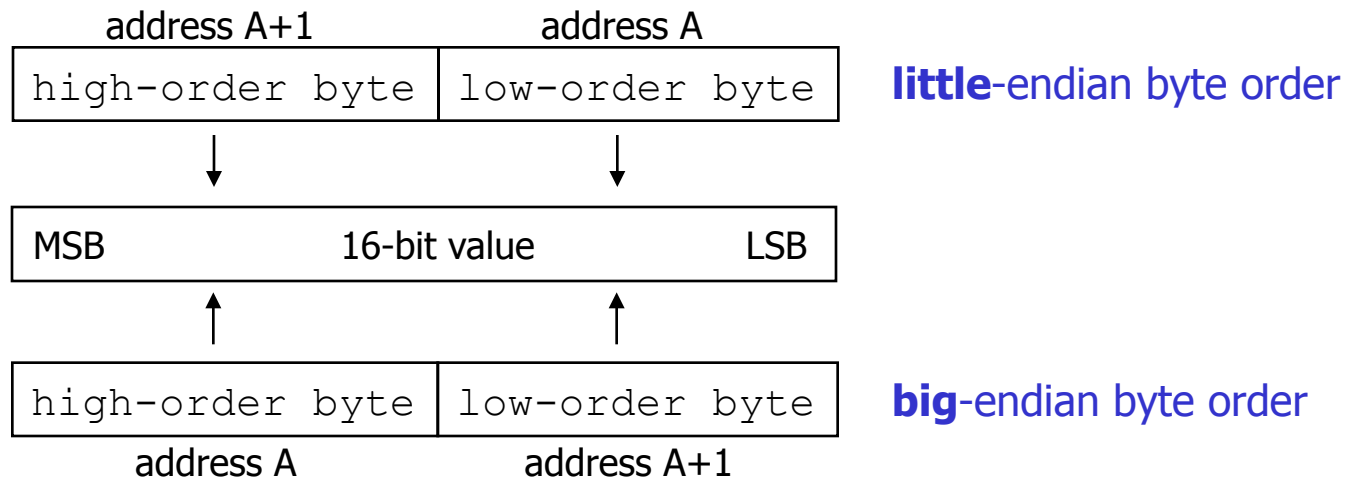 address A+1 address A
high-order byte low-order byte little-endian byte order
MSB 16-bit value LSB
high-order byte low-order byte big-endian byte order
address A address A+1